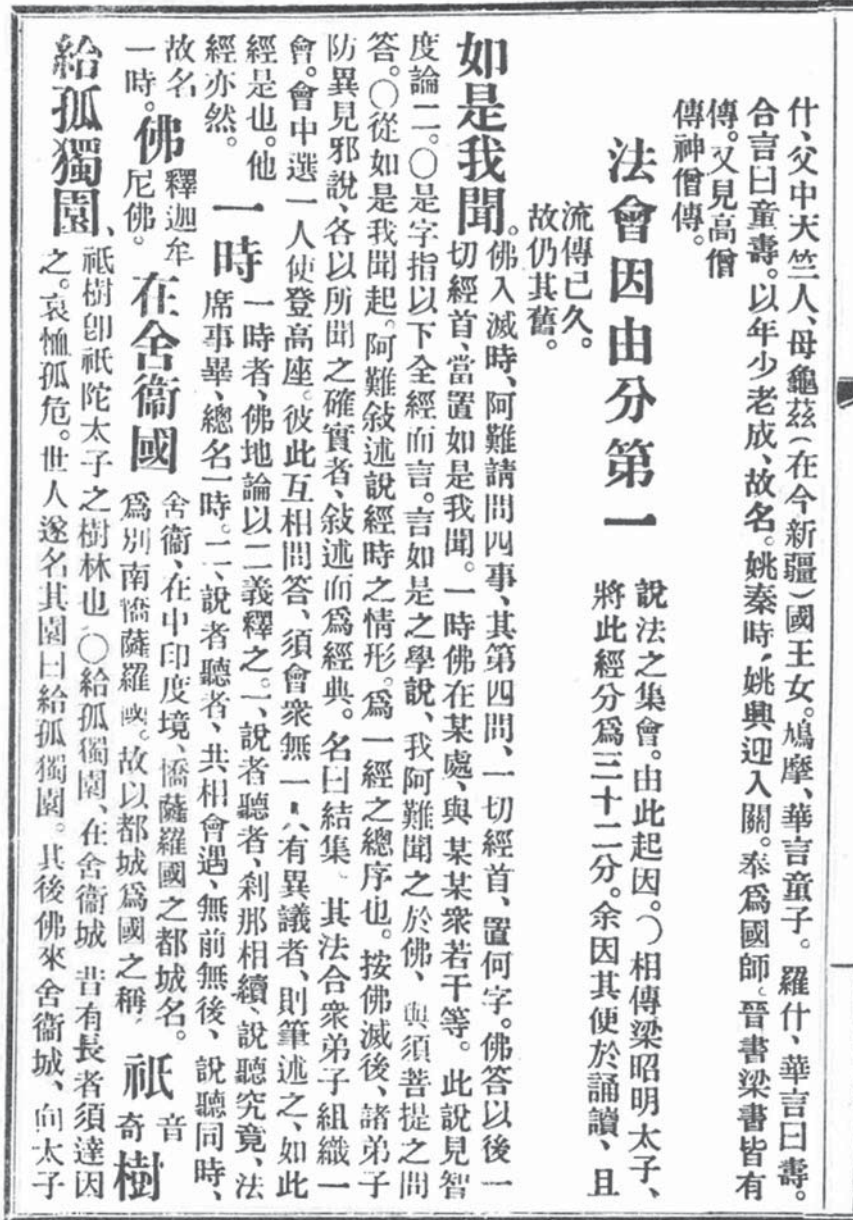 什、父中天竺人、母龜茲（在今新疆）國王女。鳩摩、華言童子。羅什、華言曰壽。
合言曰童壽。以年少老成、故名。姚秦時、姚興迎入關。奉爲國師。晉書梁書皆有
傳。又見高僧
傳神僧傳。
法會因由分第一
說法之集會。由此起因。〇相傳梁昭明太子、
將此經分爲三十二分。余因其便於誦讀、且
流傳已久。
故仍其舊。
如是我聞。
佛入滅時、阿難請問四事、其第四問、一切經首、置何字。佛答以後一
切經首、當置如是我聞。一時佛在某處、與某某衆若干等。此說見智
度論二。〇是字指以下全經而言。言如是之學說、我阿難聞之於佛、與須菩提之問
答。〇從如是我聞起。阿難敍述說經時之情形。爲一經之總序也。按佛滅後、諸弟子
防異見邪說、各以所聞之確實者、敍述而爲經典。名曰結集。其法合衆弟子組織一
會。會中選一人使登高座。彼此互相問答、須會衆無一人有異議者、則筆述之、如此
經是也。他
經亦然。
一時
一時者、佛地論以二義釋之。一、說者聽者、剎那相續、說聽究竟、法
席事畢、總名一時。二、說者聽者、共相會遇、無前無後、說聽同時、
故名
一時。
佛
釋迦牟
尼佛。
在舍衞國
舍衞、在中印度境、憍薩羅國之都城名。
爲別南憍薩羅國。故以都城爲國之稱。
祇
音
奇
樹
給孤獨園、
祇樹卽祇陀太子之樹林也。〇給孤獨園、在舍衞城。昔有長者須達因
之。哀恤孤危。世人遂名其園曰給孤獨園。其後佛來舍衞城、向太子